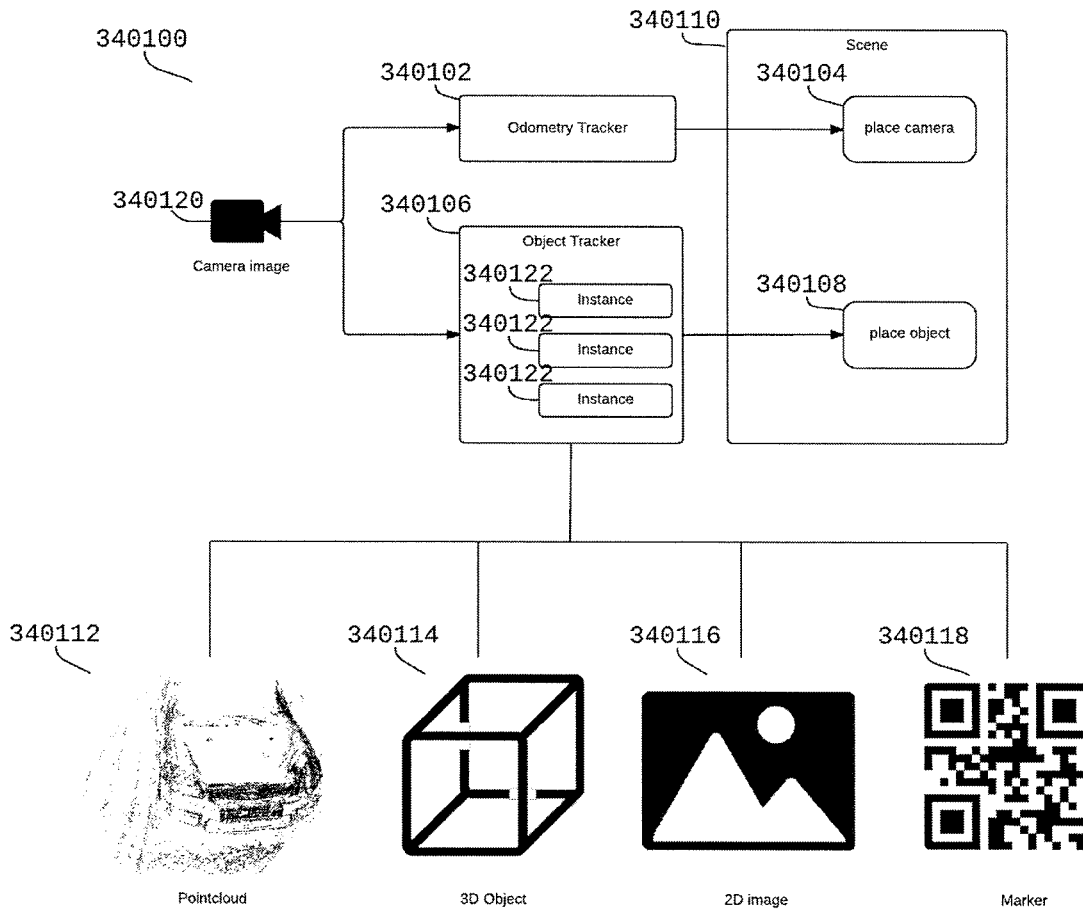 340100
340110
Scene
340102
Odometry Tracker
340104
place camera
340120
Camera image
340106
Object Tracker
340122
Instance
340122
Instance
340122
Instance
340108
place object
340112
340114
340116
340118
Pointcloud
3D Object
2D image
Marker